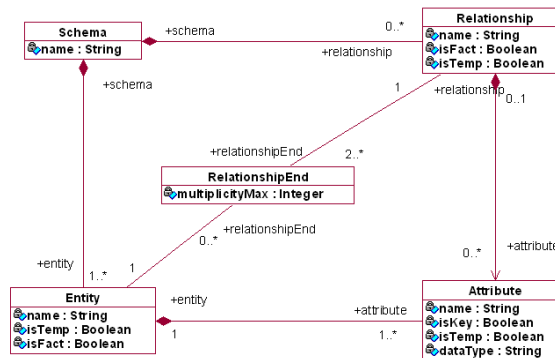 Schema
name : String
+schema
0..*
+relationship
Relationship
name : String
isFact : Boolean
isTemp : Boolean
+schema
1
+relationship
0..1
+relationshipEnd
2..*
RelationshipEnd
multiplicityMax : Integer
0..*
+relationshipEnd
+entity
1..*
1
0..*
+attribute
Entity
name : String
isTemp : Boolean
isFact : Boolean
+entity
1
+attribute
1..*
Attribute
name : String
isKey : Boolean
isTemp : Boolean
dataType : String